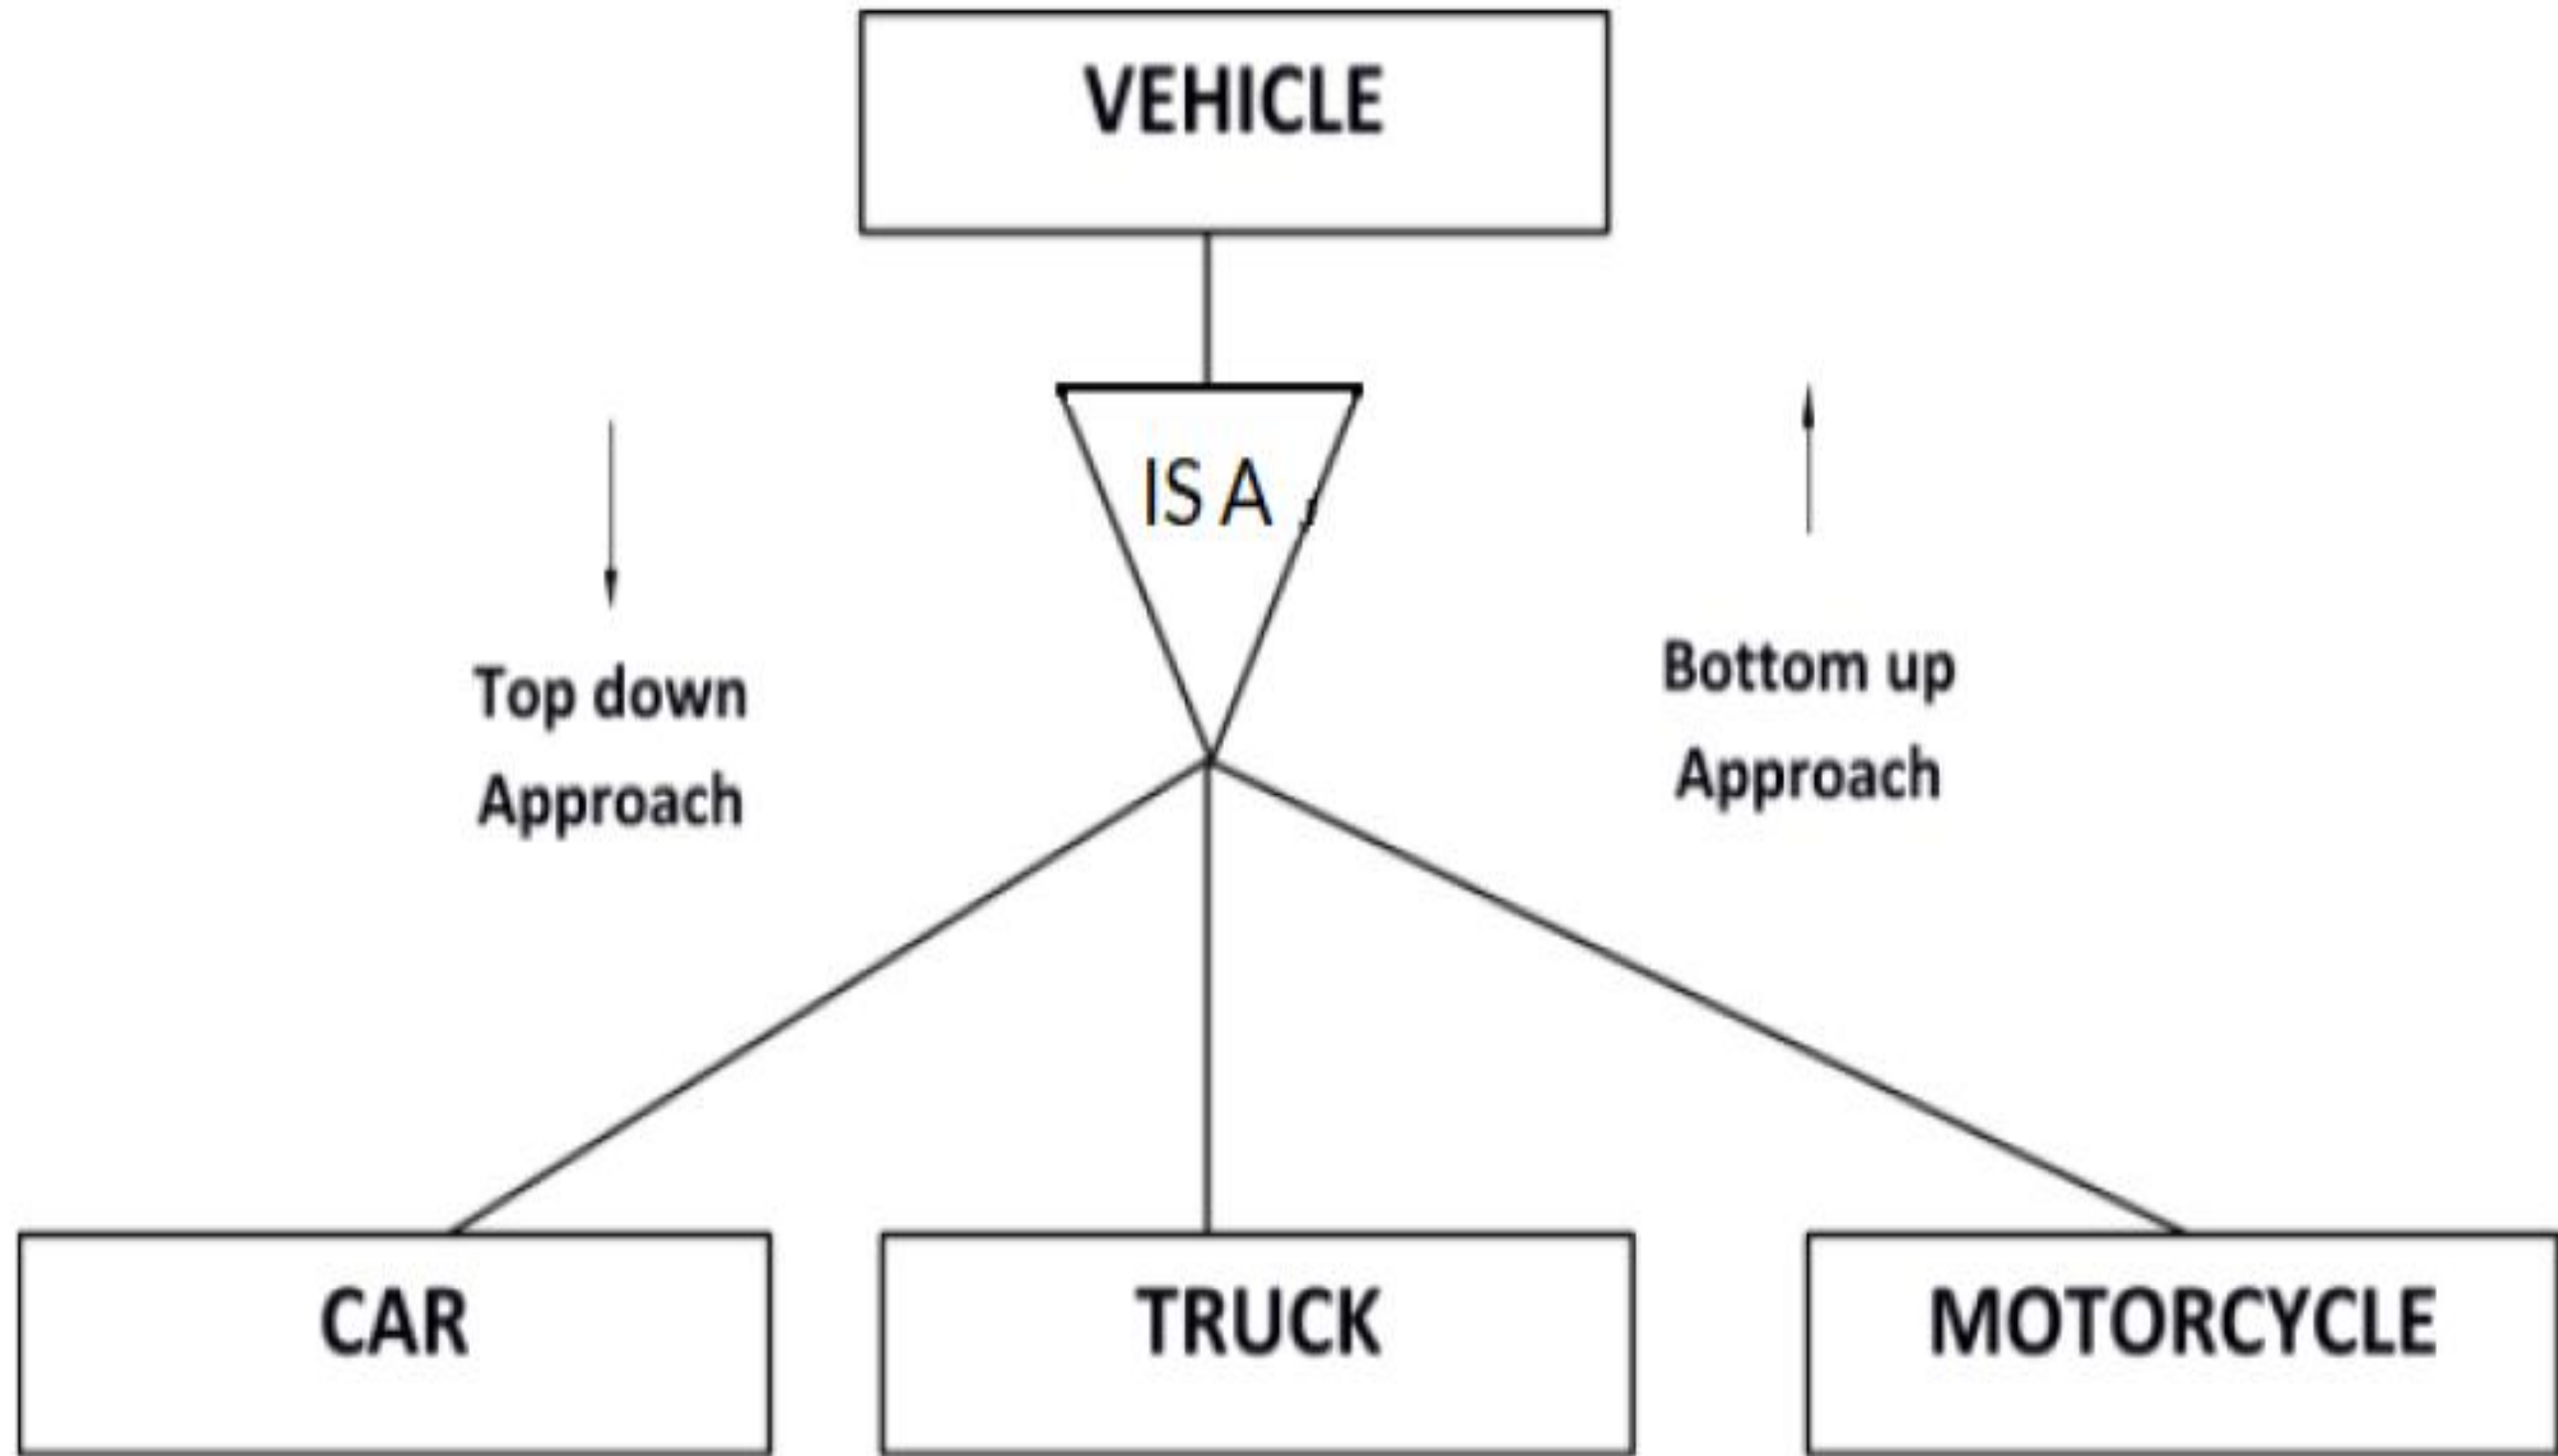 VEHICLE
IS A
Top down
Approach
Bottom up
Approach
CAR
TRUCK
MOTORCYCLE